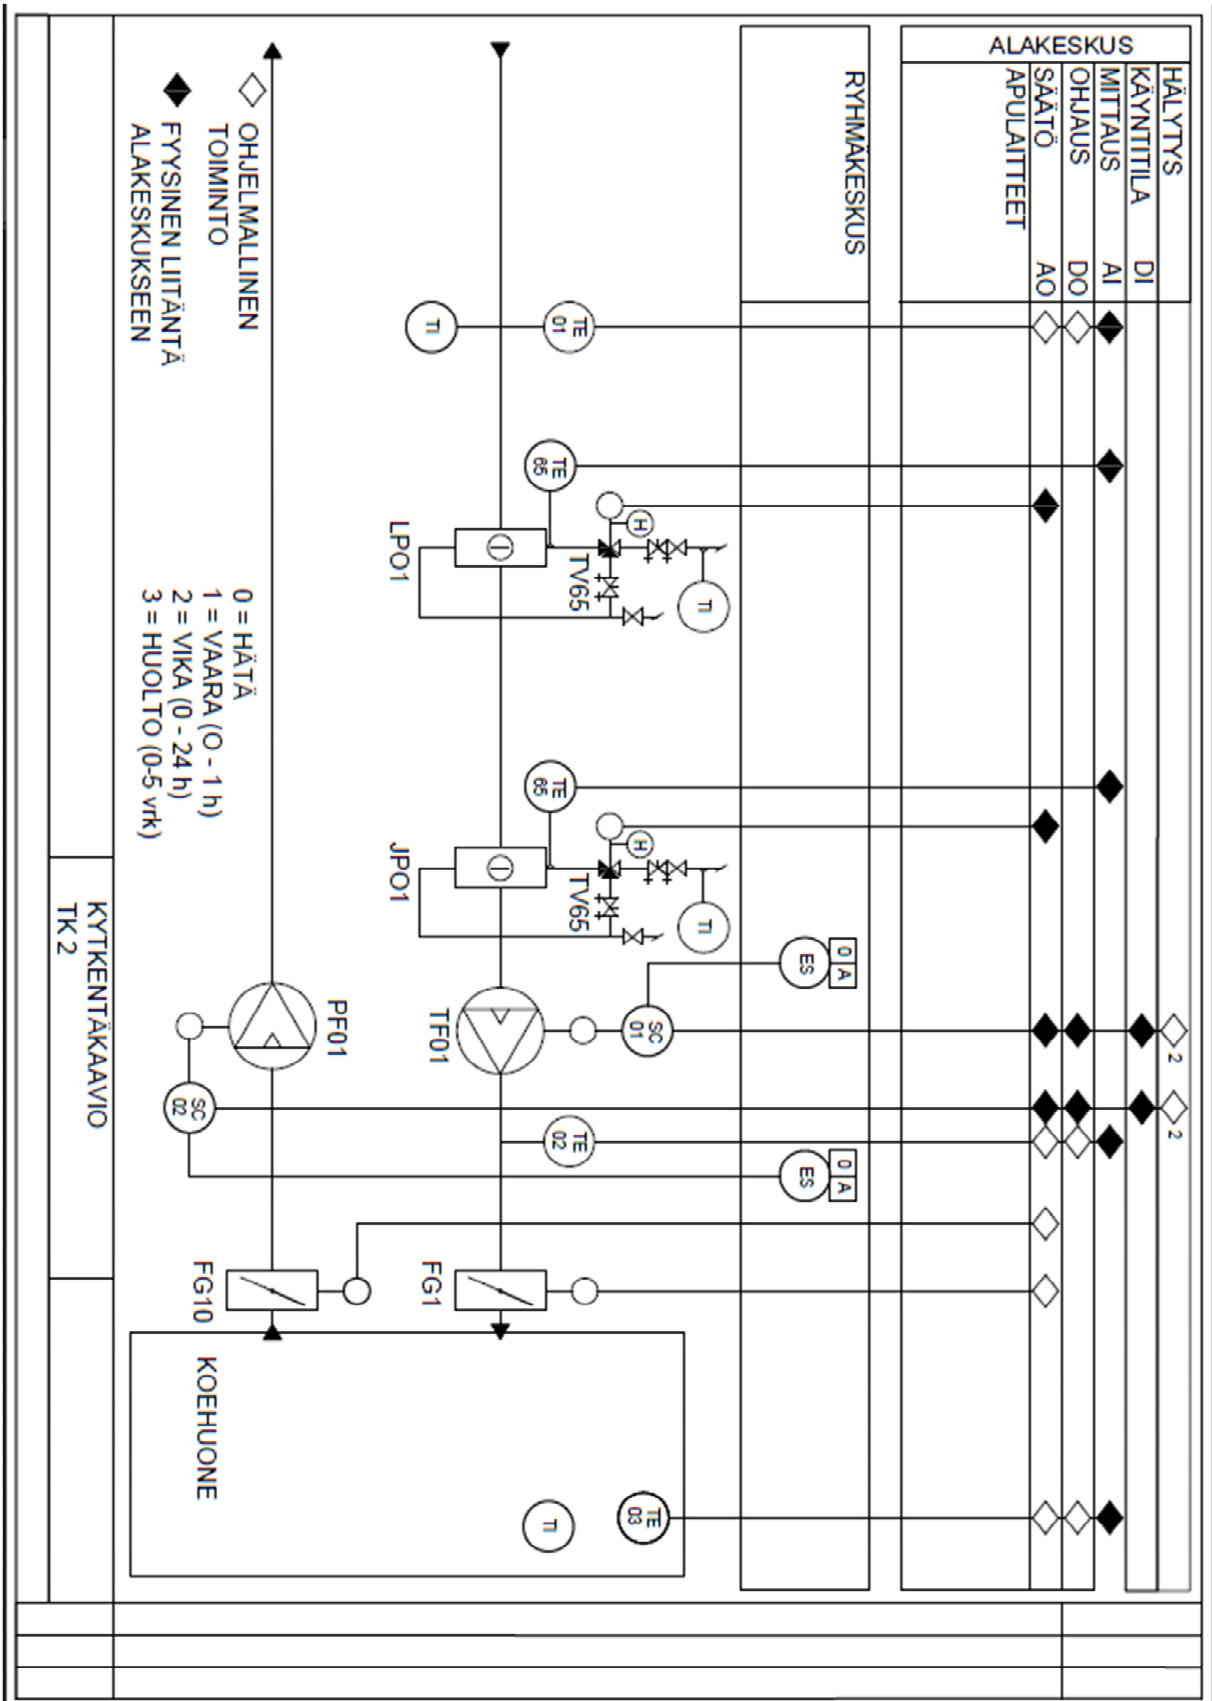 ALAKESKUS
HÄLYTYS
KÄYNTITILA DI
MITTAUS AI
OHJAUS DO
SÄÄTÖ AO
APULAITTEET
RYHMÄKESKUS
0 A
ES
0 A
ES
TI
TI
TE
01
TE
65
H
TV65
TE
65
H
TV65
SC
01
TE
02
TE
03
TI
TI
LPO1
JPO1
TF01
FG1
PF01
SC
02
FG10
KOEHUONE
OHJELMALLINEN
TOIMINTO
FYYSINEN LIITÄNTÄ
ALAKESKUKSEEN
0 = HÄTÄ
1 = VAARA (O - 1 h)
2 = VIKA (0 - 24 h)
3 = HUOLTO (0-5 vrk)
2
2
KYTKENTÄKAAVIO
TK 2